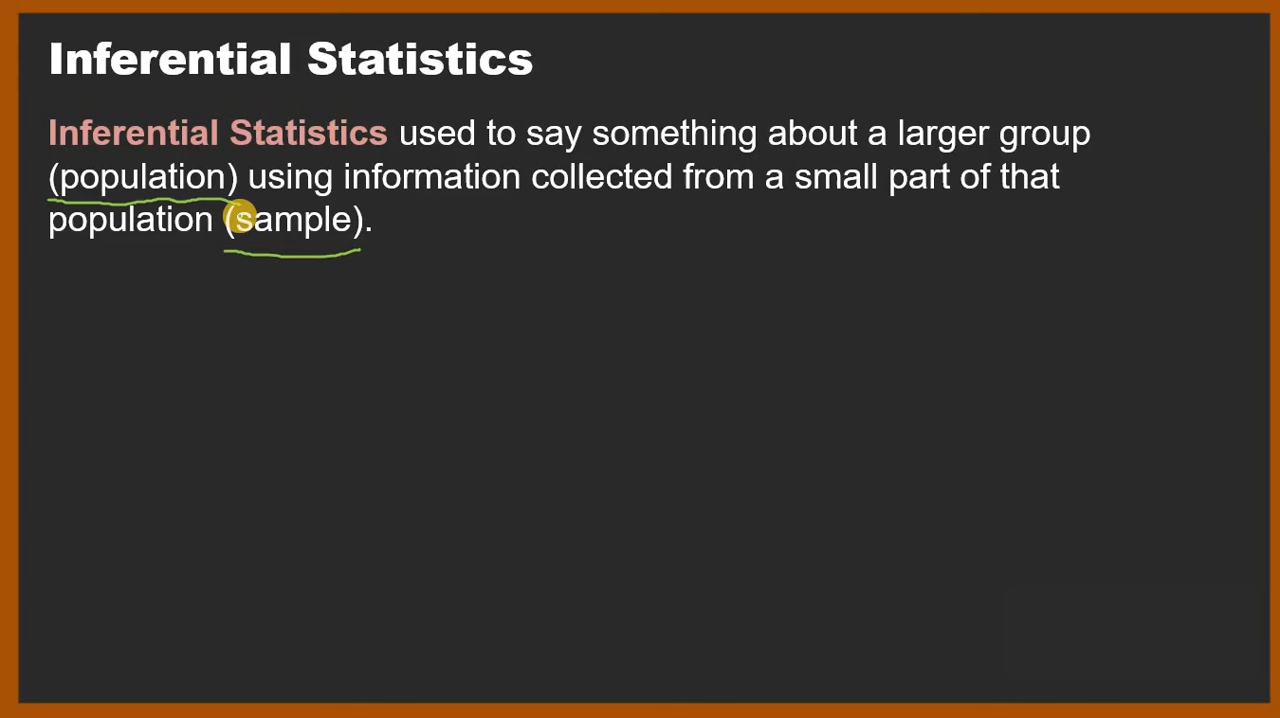 Inferential Statistics
Inferential Statistics used to say something about a larger group
(population) using information collected from a small part of that
population (sample).